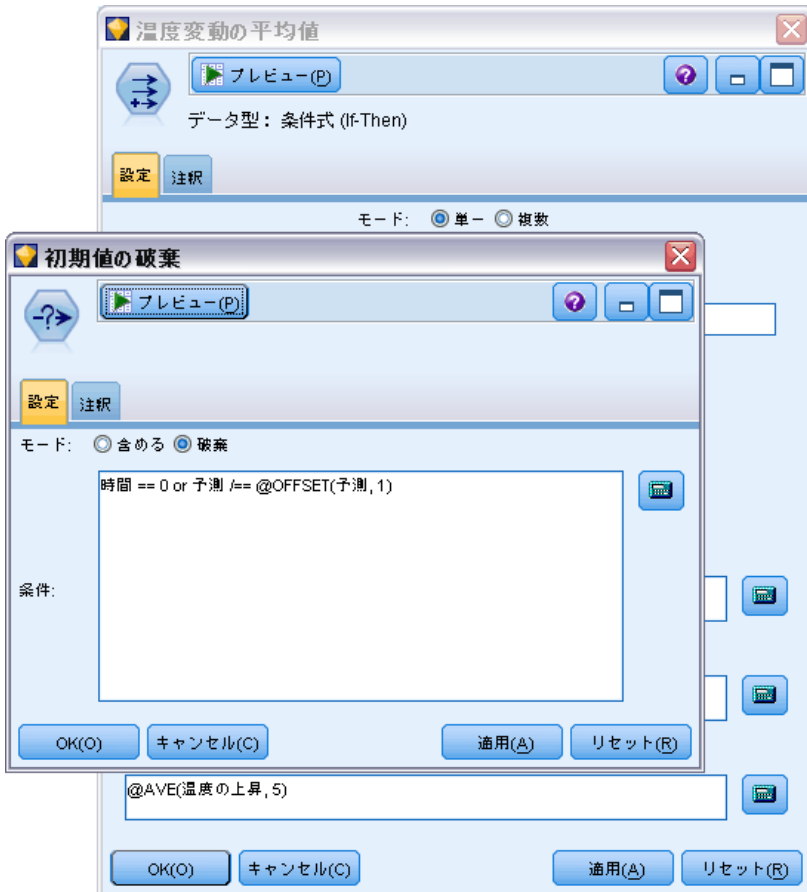 温度変動の平均値
プレビュー(P)
データ型: 条件式 (If-Then)
設定 注釈
モード: 単一 複数
初期値の破棄
プレビュー(P)
設定 注釈
モード: 含める 破棄
時間 == 0 or 予測 /== @OFFSET(予測, 1)
条件:
OK(O) キャンセル(C) 適用(A) リセット(R)
@AVE(温度の上昇, 5)
OK(O) キャンセル(C) 適用(A) リセット(R)